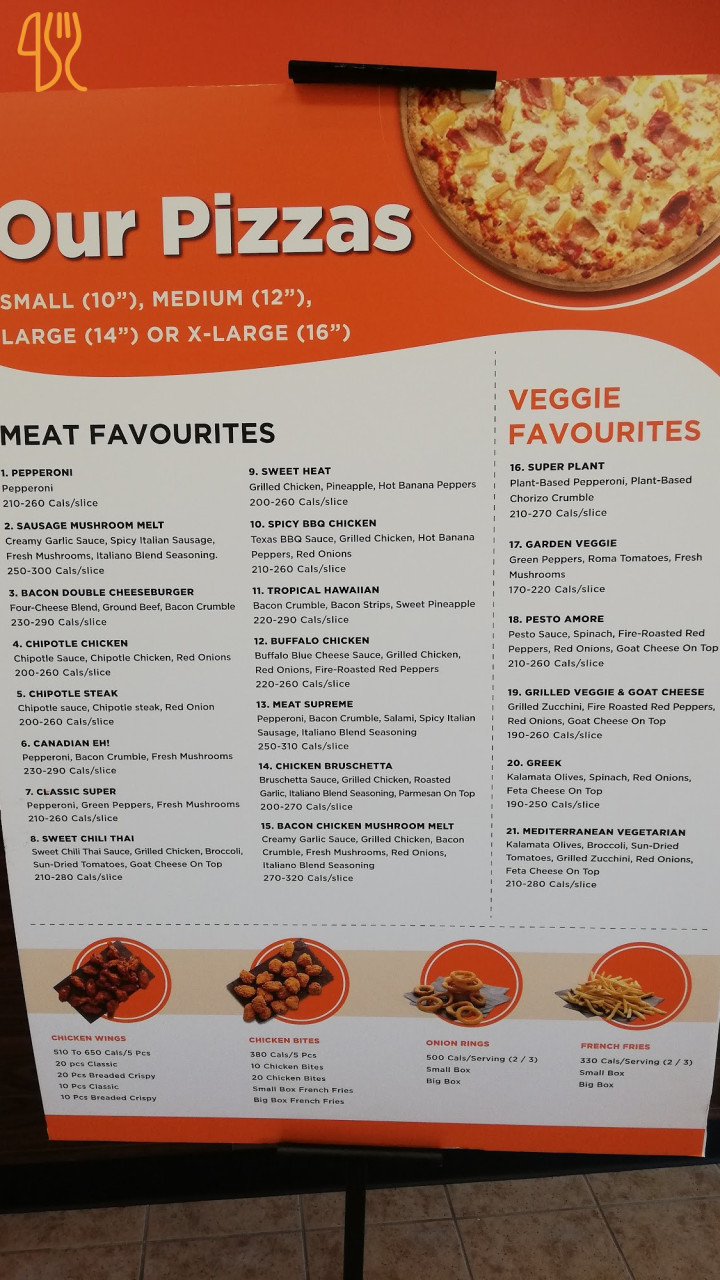 Our Pizzas
SMALL (10”), MEDIUM (12”),
LARGE (14”) OR X-LARGE (16”)
MEAT FAVOURITES
1. PEPPERONI
Pepperoni
210-260 Cals/slice
2. SAUSAGE MUSHROOM MELT
Creamy Garlic Sauce, Spicy Italian Sausage,
Fresh Mushrooms, Italiano Blend Seasoning.
250-300 Cals/slice
3. BACON DOUBLE CHEESEBURGER
Four-Cheese Blend, Ground Beef, Bacon Crumble
230-290 Cals/slice
4. CHIPOTLE CHICKEN
Chipotle Sauce, Chipotle Chicken, Red Onions
200-260 Cals/slice
5. CHIPOTLE STEAK
Chipotle sauce, Chipotle steak, Red Onion
200-260 Cals/slice
6. CANADIAN EH!
Pepperoni, Bacon Crumble, Fresh Mushrooms
230-290 Cals/slice
7. CLASSIC SUPER
Pepperoni, Green Peppers, Fresh Mushrooms
210-260 Cals/slice
8. SWEET CHILI THAI
Sweet Chili Thai Sauce, Grilled Chicken, Broccoli,
Sun-Dried Tomatoes, Goat Cheese On Top
210-280 Cals/slice
9. SWEET HEAT
Grilled Chicken, Pineapple, Hot Banana Peppers
200-260 Cals/slice
10. SPICY BBQ CHICKEN
Texas BBQ Sauce, Grilled Chicken, Hot Banana
Peppers, Red Onions
210-260 Cals/slice
11. TROPICAL HAWAIIAN
Bacon Crumble, Bacon Strips, Sweet Pineapple
220-290 Cals/slice
12. BUFFALO CHICKEN
Buffalo Blue Cheese Sauce, Grilled Chicken,
Red Onions, Fire-Roasted Red Peppers
220-260 Cals/slice
13. MEAT SUPREME
Pepperoni, Bacon Crumble, Salami, Spicy Italian
Sausage, Italiano Blend Seasoning
250-310 Cals/slice
14. CHICKEN BRUSCHETTA
Bruschetta Sauce, Grilled Chicken, Roasted
Garlic, Italiano Blend Seasoning, Parmesan On Top
200-270 Cals/slice
15. BACON CHICKEN MUSHROOM MELT
Creamy Garlic Sauce, Grilled Chicken, Bacon
Crumble, Fresh Mushrooms, Red Onions,
Italiano Blend Seasoning
270-320 Cals/slice
VEGGIE
FAVOURITES
16. SUPER PLANT
Plant-Based Pepperoni, Plant-Based
Chorizo Crumble
210-270 Cals/slice
17. GARDEN VEGGIE
Green Peppers, Roma Tomatoes, Fresh
Mushrooms
170-220 Cals/slice
18. PESTO AMORE
Pesto Sauce, Spinach, Fire-Roasted Red
Peppers, Red Onions, Goat Cheese On Top
210-260 Cals/slice
19. GRILLED VEGGIE & GOAT CHEESE
Grilled Zucchini, Fire Roasted Red Peppers,
Red Onions, Goat Cheese On Top
190-260 Cals/slice
20. GREEK
Kalamata Olives, Spinach, Red Onions,
Feta Cheese On Top
190-250 Cals/slice
21. MEDITERRANEAN VEGETARIAN
Kalamata Olives, Broccoli, Sun-Dried
Tomatoes, Grilled Zucchini, Red Onions,
Feta Cheese On Top
210-280 Cals/slice
CHICKEN WINGS
510 To 650 Cals/5 Pcs
20 pcs Classic
20 Pcs Breaded Crispy
10 Pcs Classic
10 Pcs Breaded Crispy
CHICKEN BITES
380 Cals/5 Pcs
10 Chicken Bites
20 Chicken Bites
Small Box French Fries
Big Box French Fries
ONION RINGS
500 Cals/Serving (2 / 3)
Small Box
Big Box
FRENCH FRIES
330 Cals/Serving (2 / 3)
Small Box
Big Box